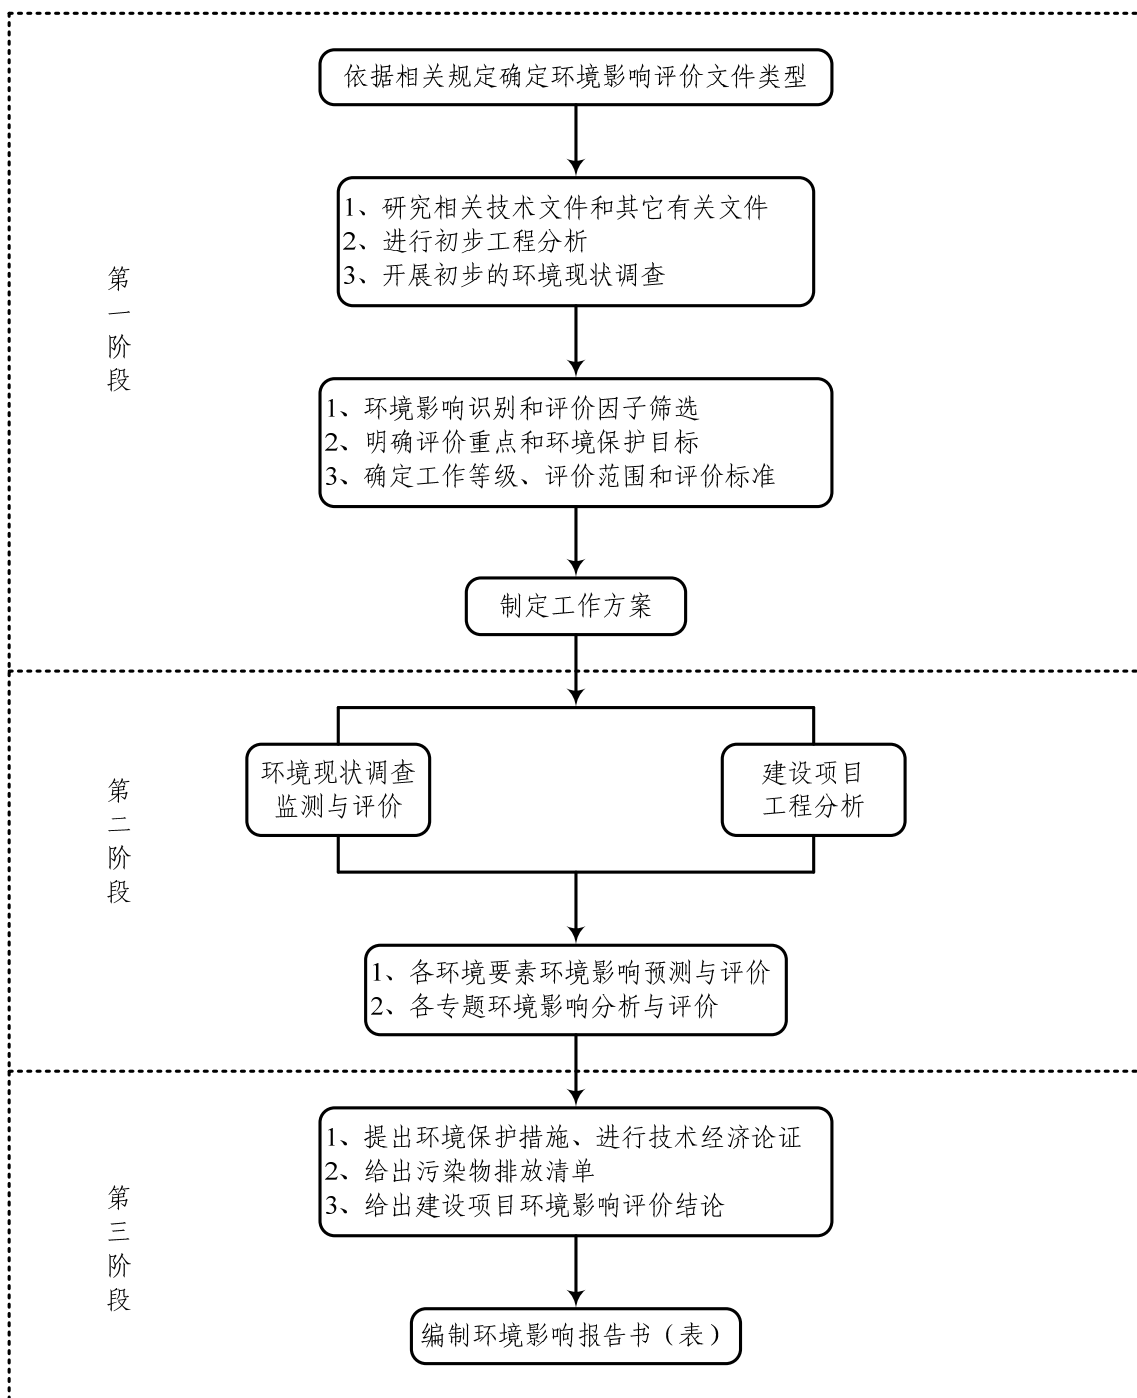 依据相关规定确定环境影响评价文件类型
1、研究相关技术文件和其它有关文件
2、进行初步工程分析
3、开展初步的环境现状调查
第一阶段
1、环境影响识别和评价因子筛选
2、明确评价重点和环境保护目标
3、确定工作等级、评价范围和评价标准
制定工作方案
第二阶段
环境现状调查
监测与评价
建设项目
工程分析
1、各环境要素环境影响预测与评价
2、各专题环境影响分析与评价
第三阶段
1、提出环境保护措施、进行技术经济论证
2、给出污染物排放清单
3、给出建设项目环境影响评价结论
编制环境影响报告书（表）